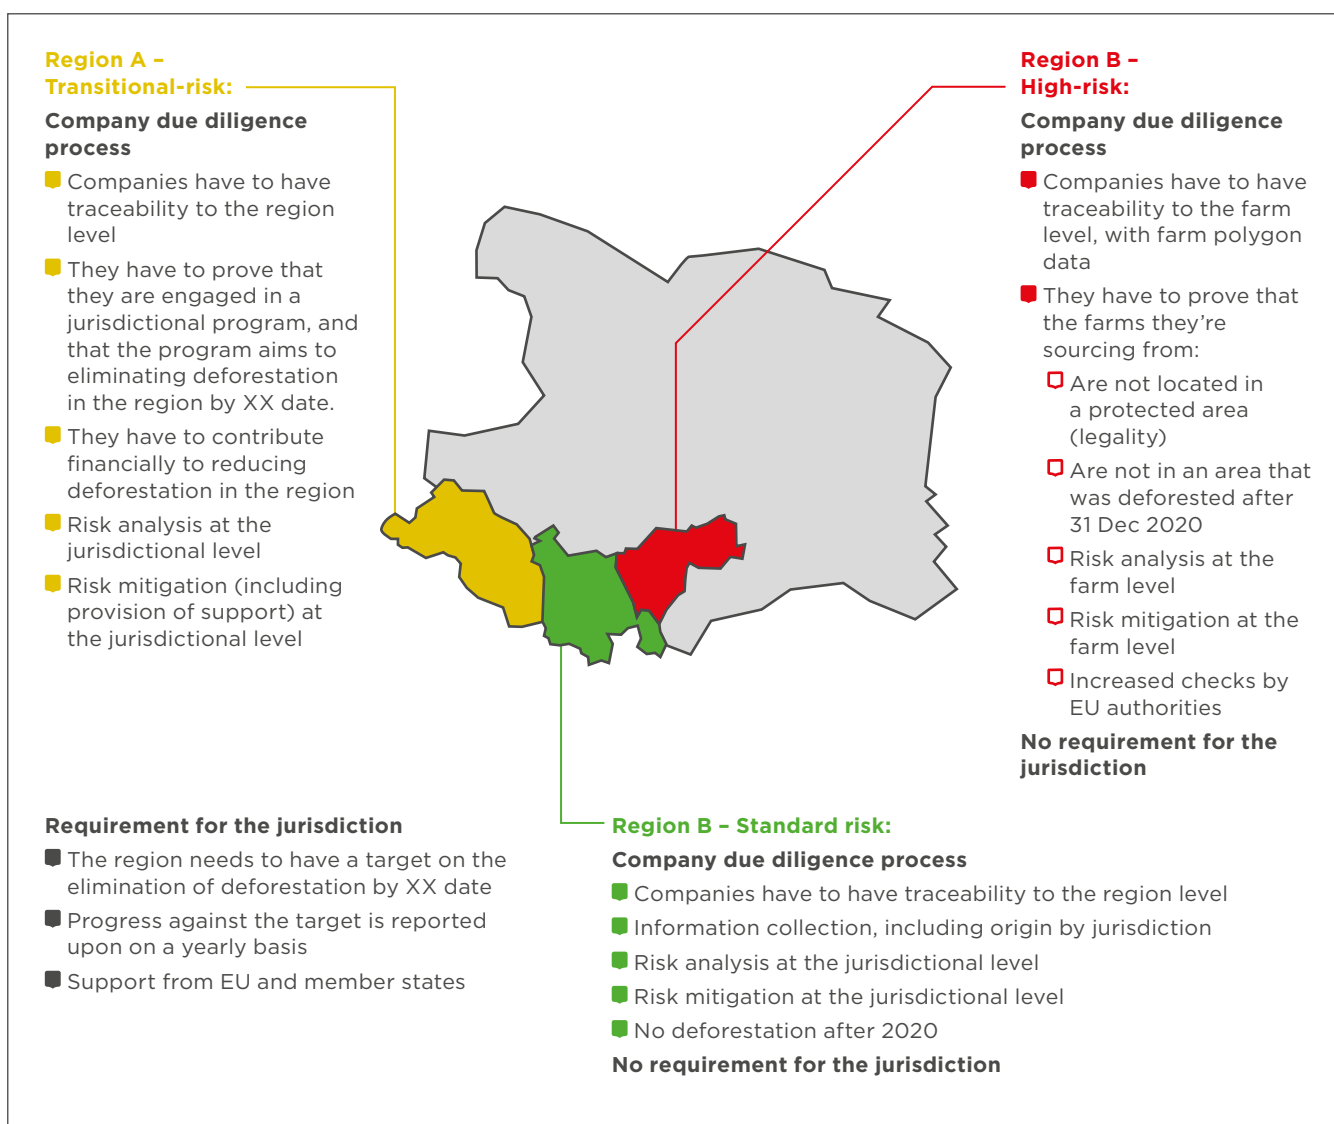 Region A –
Transitional-risk:
Company due diligence
process
Companies have to have
traceability to the region
level
They have to prove that
they are engaged in a
jurisdictional program, and
that the program aims to
eliminating deforestation
in the region by XX date.
They have to contribute
financially to reducing
deforestation in the region
Risk analysis at the
jurisdictional level
Risk mitigation (including
provision of support) at
the jurisdictional level
Requirement for the jurisdiction
The region needs to have a target on the
elimination of deforestation by XX date
Progress against the target is reported
upon on a yearly basis
Support from EU and member states
Region B –
High-risk:
Company due diligence
process
Companies have to have
traceability to the farm
level, with farm polygon
data
They have to prove that
the farms they’re
sourcing from:
Are not located in
a protected area
(legality)
Are not in an area that
was deforested after
31 Dec 2020
Risk analysis at the
farm level
Risk mitigation at the
farm level
Increased checks by
EU authorities
No requirement for the
jurisdiction
Region B – Standard risk:
Company due diligence process
Companies have to have traceability to the region level
Information collection, including origin by jurisdiction
Risk analysis at the jurisdictional level
Risk mitigation at the jurisdictional level
No deforestation after 2020
No requirement for the jurisdiction